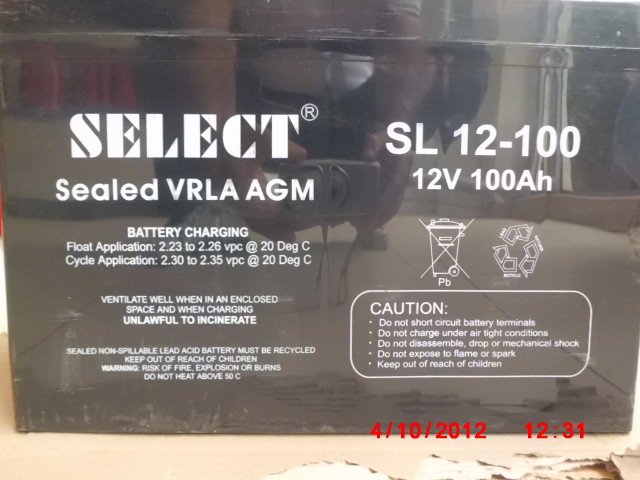 SELECT®
Sealed VRLA AGM
BATTERY CHARGING
Float Application: 2.23 to 2.26 vpc @ 20 Deg C
Cycle Application: 2.30 to 2.35 vpc @ 20 Deg C
VENTILATE WELL WHEN IN AN ENCLOSED
SPACE AND WHEN CHARGING
UNLAWFUL TO INCINERATE
SEALED NON-SPILLABLE LEAD ACID BATTERY MUST BE RECYCLED
KEEP OUT OF REACH OF CHILDREN
WARNING: RISK OF FIRE, EXPLOSION OR BURNS
DO NOT HEAT ABOVE 50 C
SL 12-100
12V 100Ah
Pb
LEAD
RETURN
RECYCLE
CAUTION:
• Do not short circuit battery terminals
• Do not charge under air tight conditions
• Do not disassemble, drop or mechanical shock
• Do not expose to flame or spark
• Keep out of reach of children
4/10/2012 12:31